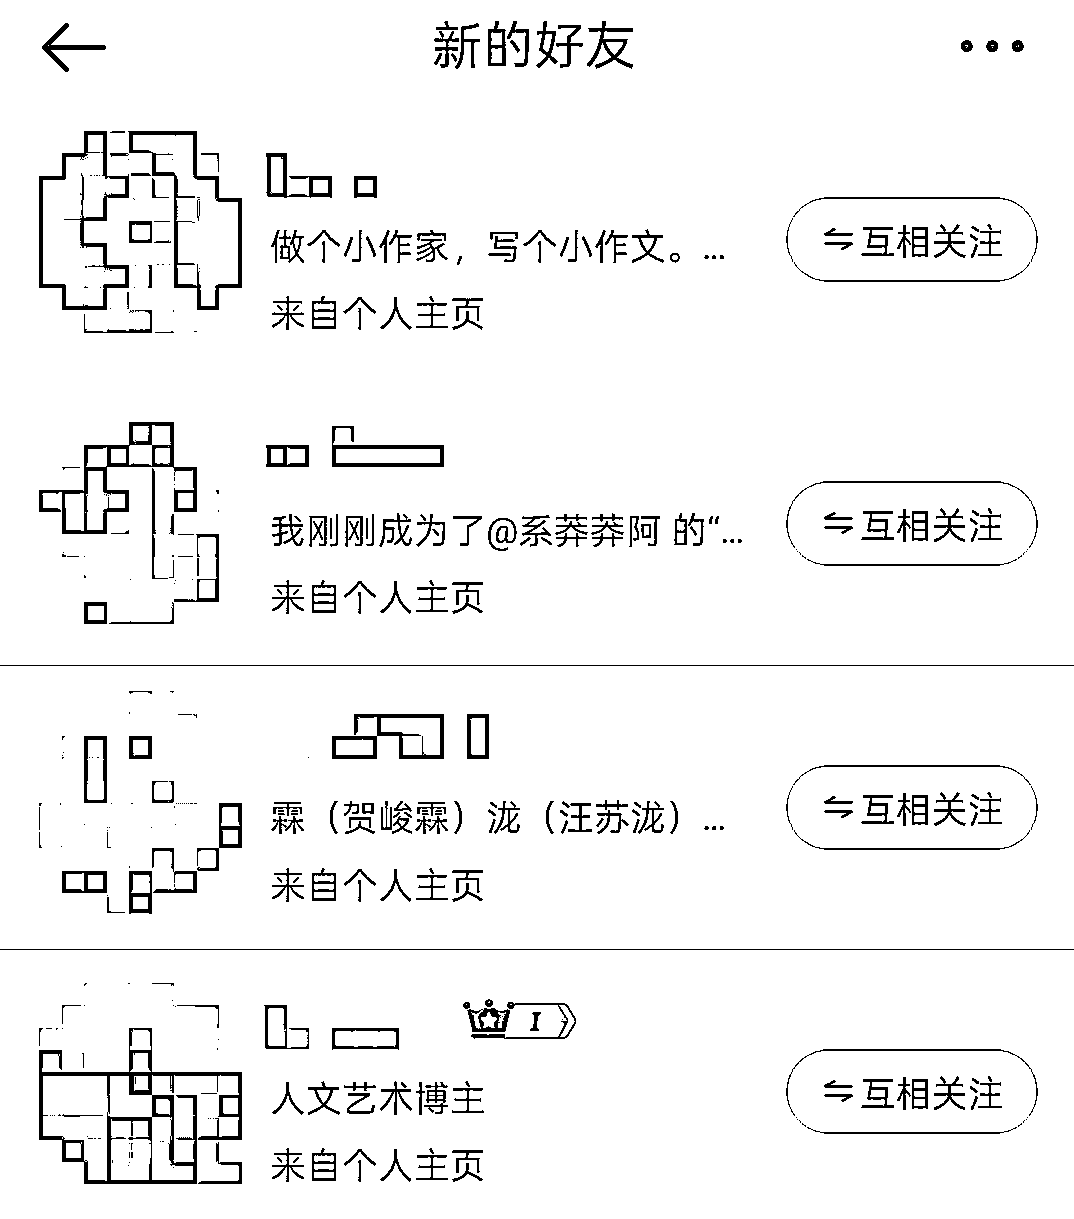 新的好友
做个小作家，写个小作文。...
互相关注
来自个人主页
我刚刚成为了@系莽莽阿 的“...
互相关注
来自个人主页
霖（贺峻霖）泷（汪苏泷）...
互相关注
来自个人主页
I
人文艺术博主
互相关注
来自个人主页